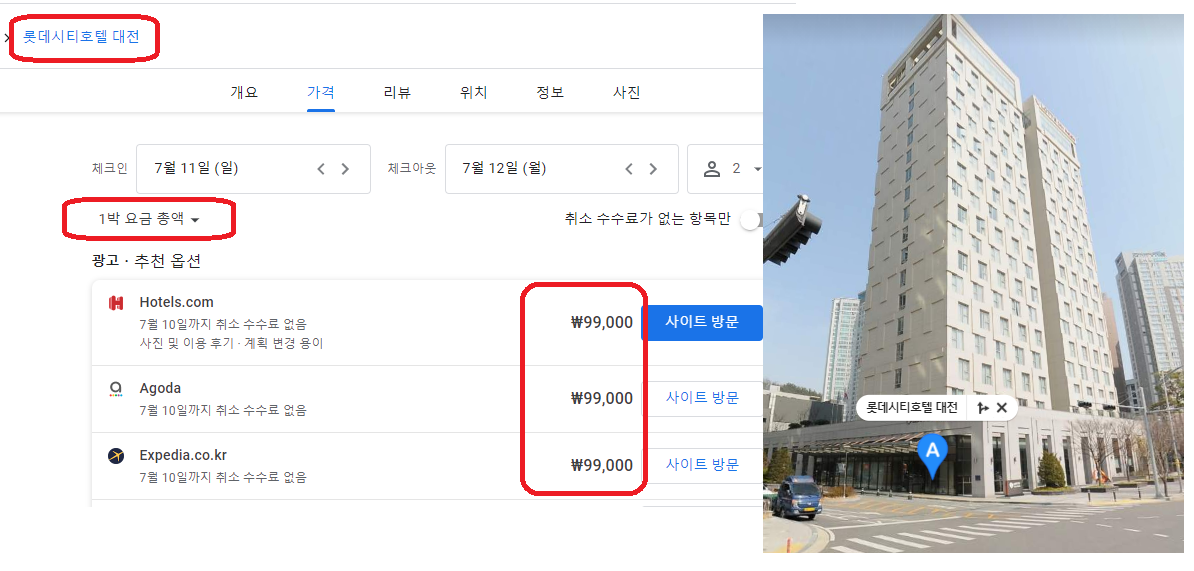 롯데시티호텔 대전
개요 가격 리뷰 위치 정보 사진
체크인 7월 11일 (일) 체크아웃 7월 12일 (월) 2
1박 요금 총액 취소 수수료가 없는 항목만
광고 · 추천 옵션
Hotels.com
7월 10일까지 취소 수수료 없음
사진 및 이용 후기 · 계획 변경 용이
₩99,000 사이트 방문
Agoda
7월 10일까지 취소 수수료 없음
₩99,000 사이트 방문
Expedia.co.kr
7월 10일까지 취소 수수료 없음
₩99,000 사이트 방문
롯데시티호텔 대전
A